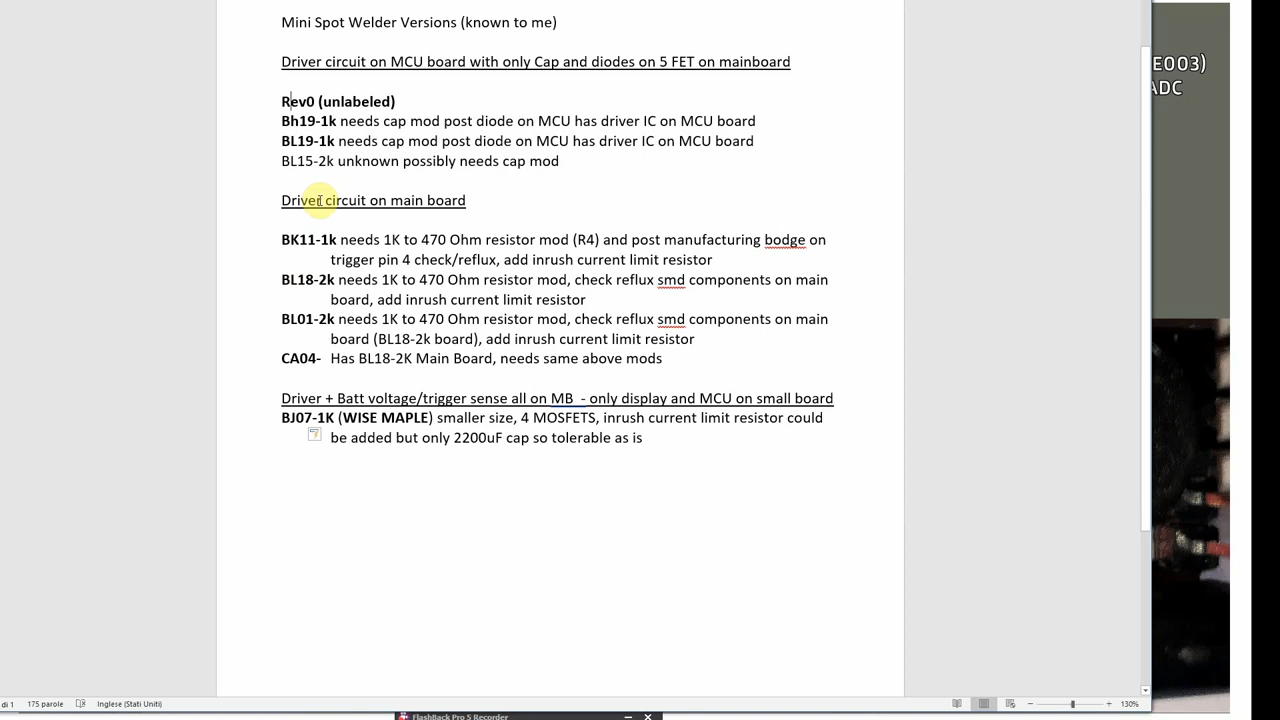 Mini Spot Welder Versions (known to me)
Driver circuit on MCU board with only Cap and diodes on 5 FET on mainboard
Rev0 (unlabeled)
Bh19-1k needs cap mod post diode on MCU has driver IC on MCU board
BL19-1k needs cap mod post diode on MCU has driver IC on MCU board
BL15-2k unknown possibly needs cap mod
Driver circuit on main board
BK11-1k needs 1K to 470 Ohm resistor mod (R4) and post manufacturing bodge on
trigger pin 4 check/reflux, add inrush current limit resistor
BL18-2k needs 1K to 470 Ohm resistor mod, check reflux smd components on main
board, add inrush current limit resistor
BL01-2k needs 1K to 470 Ohm resistor mod, check reflux smd components on main
board (BL18-2k board), add inrush current limit resistor
CA04- Has BL18-2K Main Board, needs same above mods
Driver + Batt voltage/trigger sense all on MB - only display and MCU on small board
BJ07-1K (WISE MAPLE) smaller size, 4 MOSFETS, inrush current limit resistor could
be added but only 2200uF cap so tolerable as is
E003)
ADC
di 1 175 parole Inglese (Stati Uniti) 130%
FlashBack Pro 5 Recorder